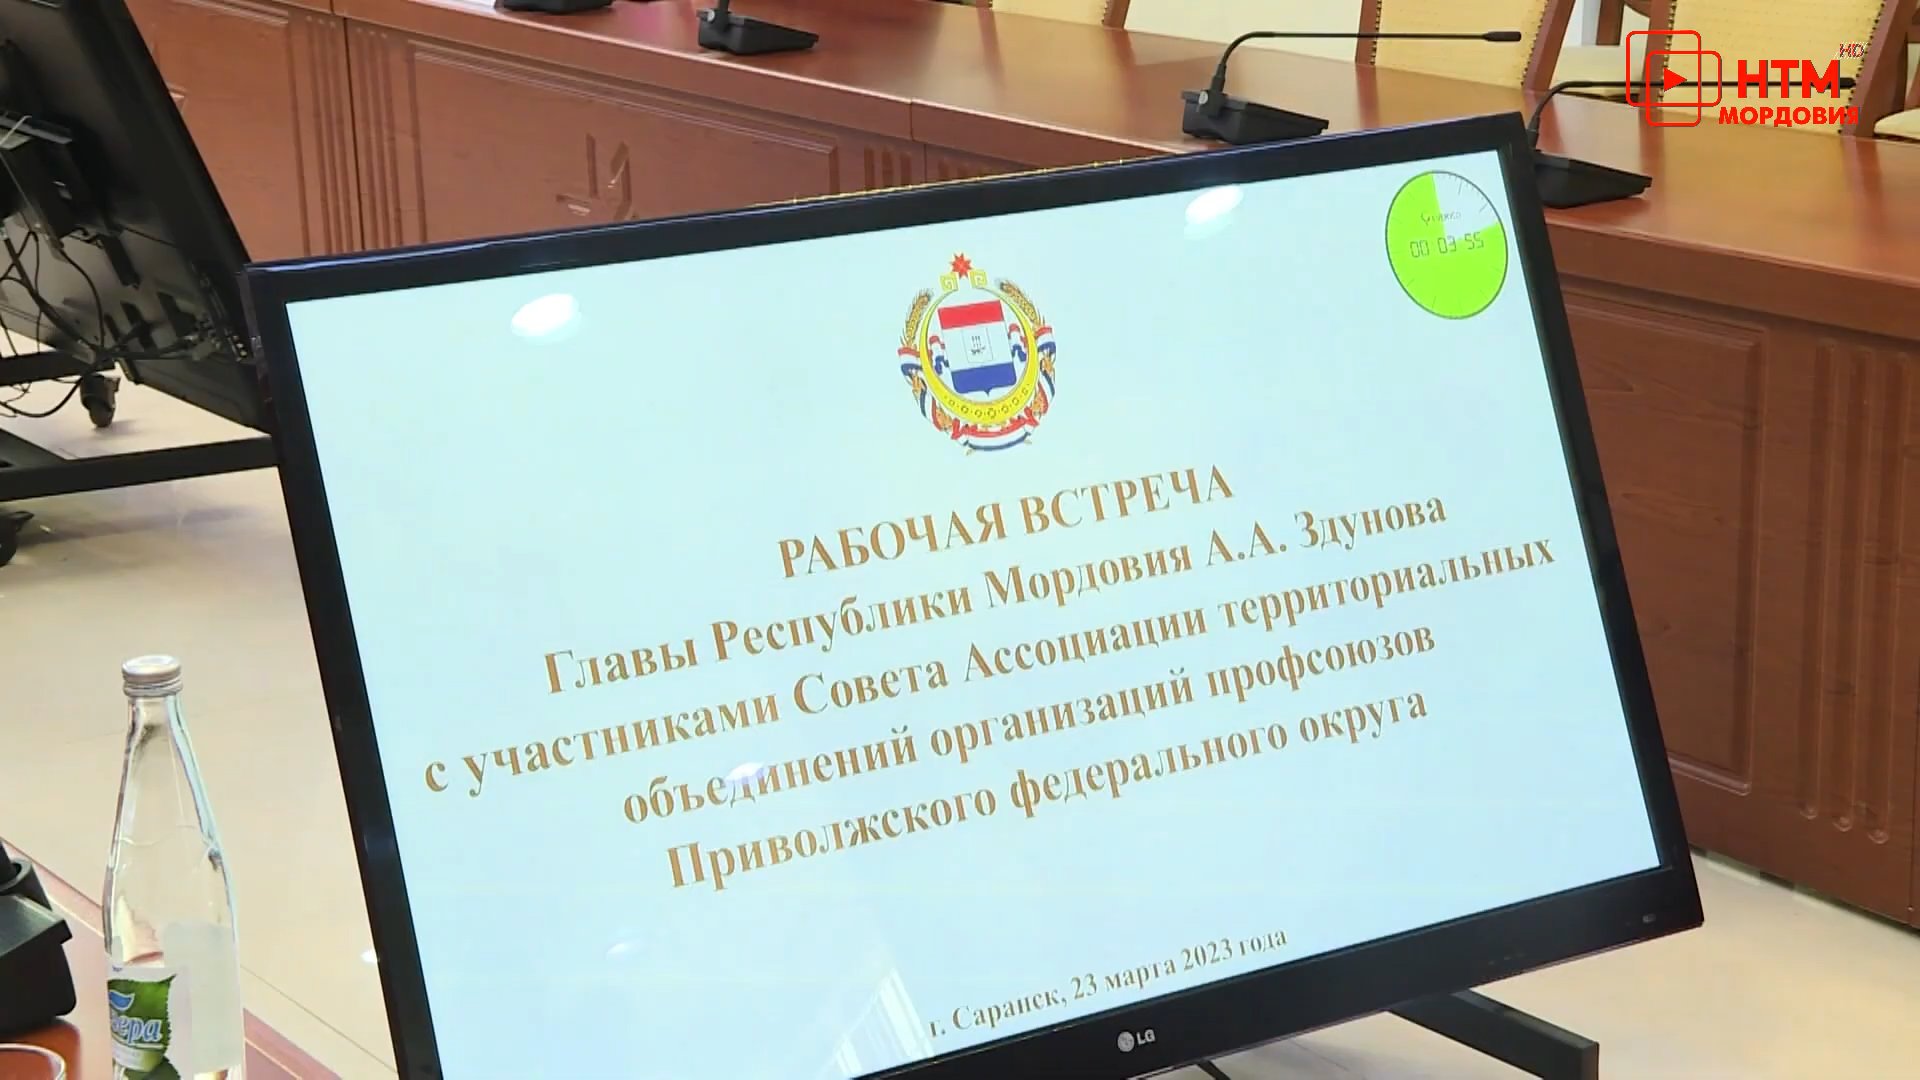 НТМ HD
МОРДОВИЯ
00 03 55
РАБОЧАЯ ВСТРЕЧА
Главы Республики Мордовия А.А. Здунова
с участниками Совета Ассоциации территориальных
объединений организаций профсоюзов
Приволжского федерального округа
г. Саранск, 23 марта 2023 года
LG